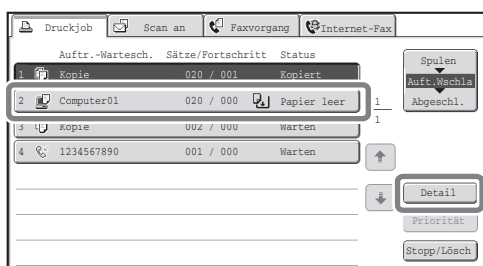 Druckjob Scan an Faxvorgang Internet-Fax
Auftr.-Wartesch. Sätze/Fortschritt Status
1 Kopie 020 / 001 Kopiert
2 Computer01 020 / 000 Papier leer
3 Kopie 002 / 000 Warten
4 1234567890 001 / 000 Warten
1
1
Spulen
Auft.Wschla
Abgeschl.
Detail
Priorität
Stopp/Lösch